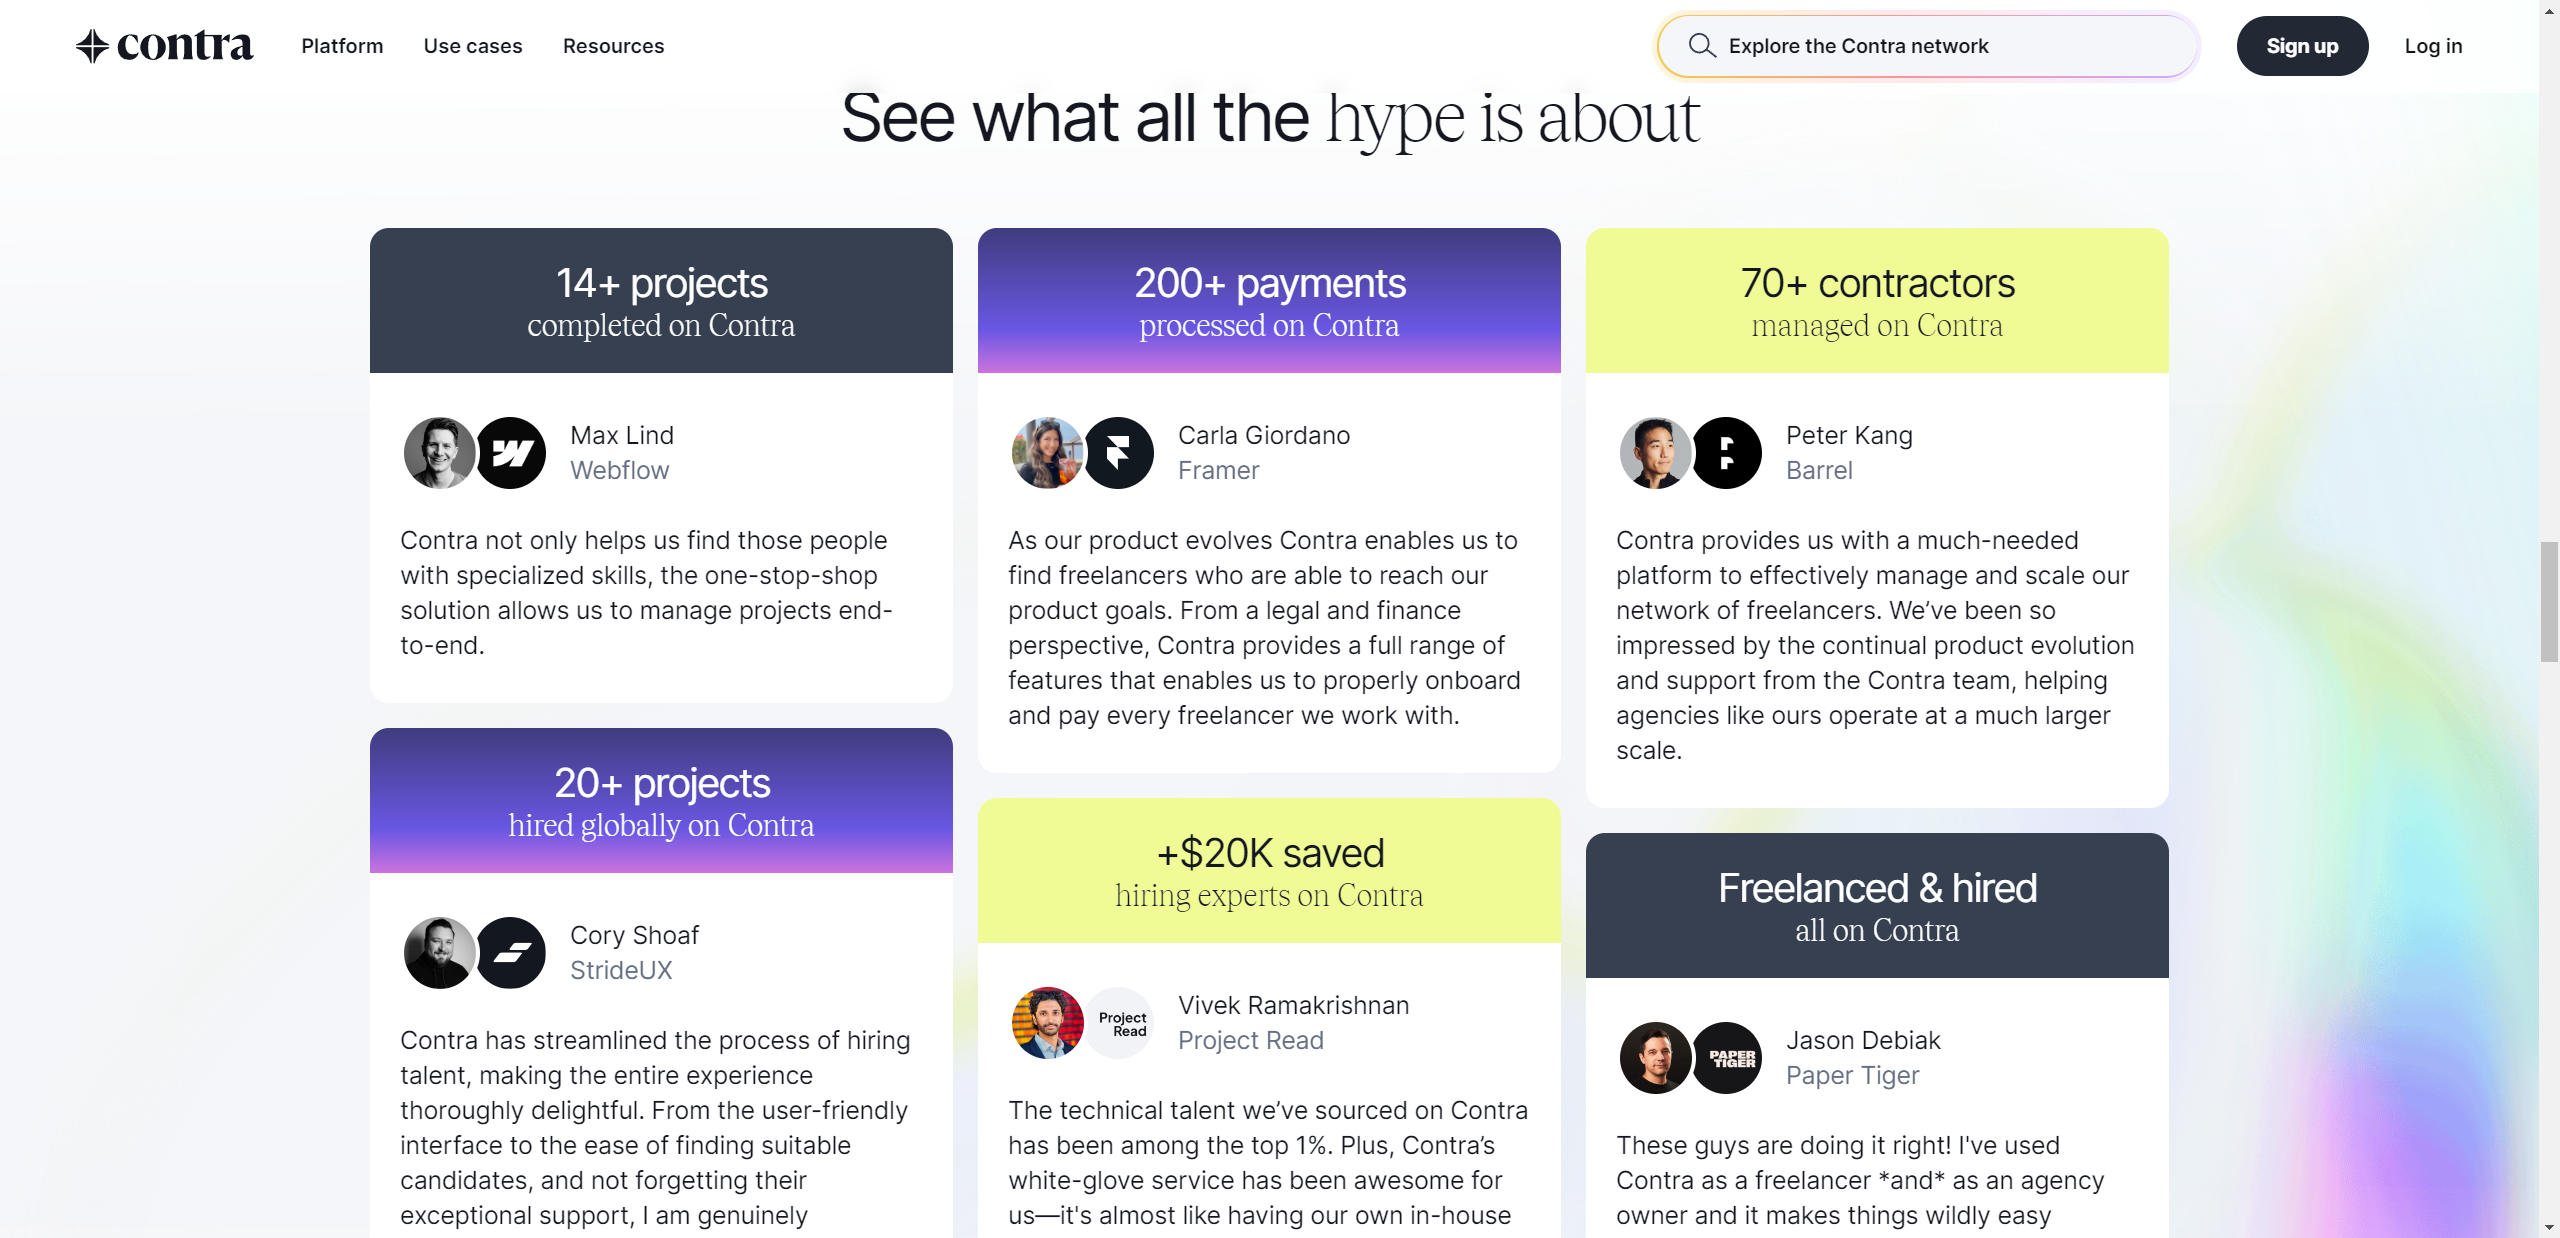 contra
Platform
Use cases
Resources
Explore the Contra network
Sign up
Log in
See what all the hype is about
14+ projects
completed on Contra
Max Lind
Webflow
Contra not only helps us find those people
with specialized skills, the one-stop-shop
solution allows us to manage projects end-
to-end.
200+ payments
processed on Contra
Carla Giordano
Framer
As our product evolves Contra enables us to
find freelancers who are able to reach our
product goals. From a legal and finance
perspective, Contra provides a full range of
features that enables us to properly onboard
and pay every freelancer we work with.
70+ contractors
managed on Contra
Peter Kang
Barrel
Contra provides us with a much-needed
platform to effectively manage and scale our
network of freelancers. We’ve been so
impressed by the continual product evolution
and support from the Contra team, helping
agencies like ours operate at a much larger
scale.
20+ projects
hired globally on Contra
Cory Shoaf
StrideUX
Contra has streamlined the process of hiring
talent, making the entire experience
thoroughly delightful. From the user-friendly
interface to the ease of finding suitable
candidates, and not forgetting their
exceptional support, I am genuinely
+$20K saved
hiring experts on Contra
Project
Read
Vivek Ramakrishnan
Project Read
The technical talent we’ve sourced on Contra
has been among the top 1%. Plus, Contra’s
white-glove service has been awesome for
us—it's almost like having our own in-house
Freelanced & hired
all on Contra
PAPER
TIGER
Jason Debiak
Paper Tiger
These guys are doing it right! I've used
Contra as a freelancer *and* as an agency
owner and it makes things wildly easy